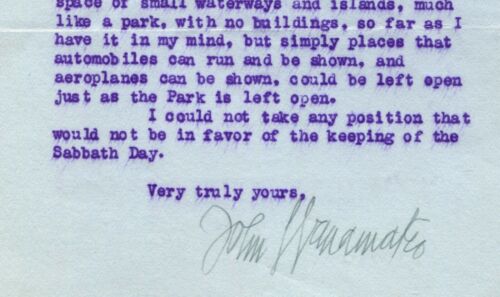 space of small waterways and islands, much
like a park, with no buildings, so far as I
have it in my mind, but simply places that
automobiles can run and be shown, and
aeroplanes can be shown, could be left open
just as the Park is left open.
I could not take any position that
would not be in favor of the keeping of the
Sabbath Day.
Very truly yours,
John Wanamaker